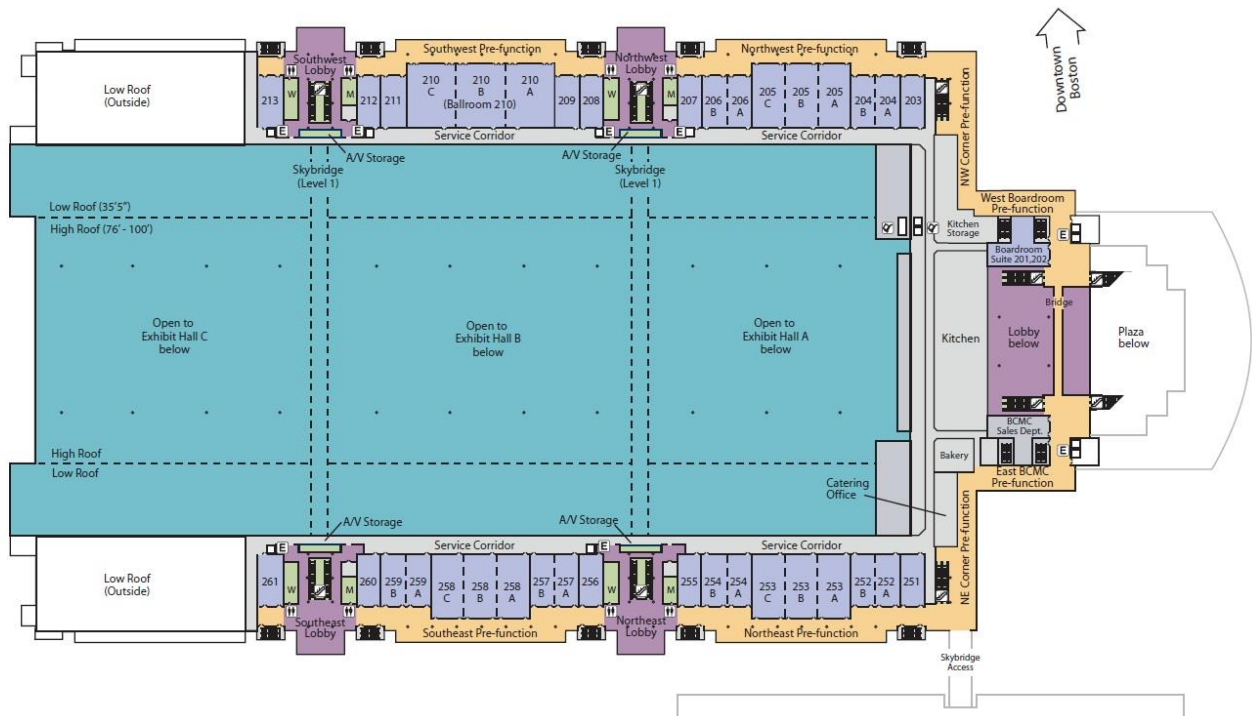 Downtown
Boston
Southwest Pre-function
Northwest Pre-function
Southwest
Lobby
Northwest
Lobby
Low Roof
(Outside)
213
W
M
212
211
210
C
210
B
210
A
(Ballroom 210)
209
208
W
M
207
206
B
206
A
205
C
205
B
205
A
204
B
204
A
203
E
E
Service Corridor
E
E
Service Corridor
A/V Storage
A/V Storage
NW Corner Pre-function
Skybridge
(Level 1)
Skybridge
(Level 1)
Low Roof (35'5")
High Roof (76' - 100')
West Boardroom
Pre-function
Kitchen
Storage
E
Boardroom
Suite 201,202
Bridge
Open to
Exhibit Hall C
below
Open to
Exhibit Hall B
below
Open to
Exhibit Hall A
below
Kitchen
Lobby
below
Plaza
below
BCMC
Sales Dept.
High Roof
Low Roof
Bakery
E
East BCMC
Pre-function
Catering
Office
NE Corner Pre-function
A/V Storage
A/V Storage
E
Service Corridor
E
Service Corridor
Low Roof
(Outside)
261
W
M
260
259
B
259
A
258
C
258
B
258
A
257
B
257
A
256
W
M
255
254
B
254
A
253
C
253
B
253
A
252
B
252
A
251
Southeast
Lobby
Northeast
Lobby
Southeast Pre-function
Northeast Pre-function
Skybridge
Access